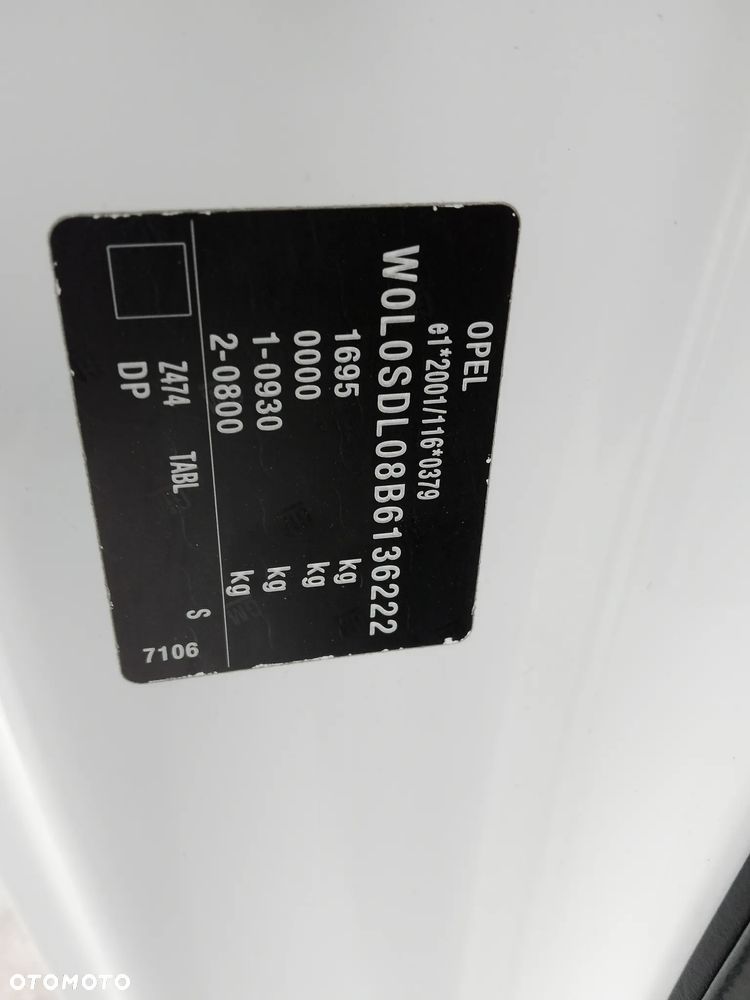 OPEL
e1*2001/116*0379
W0L0SDL08B6136222
1695 kg
0000 kg
1-0930 kg
2-0800 kg
Z474 TABL S
DP 7106
OTOMOTO